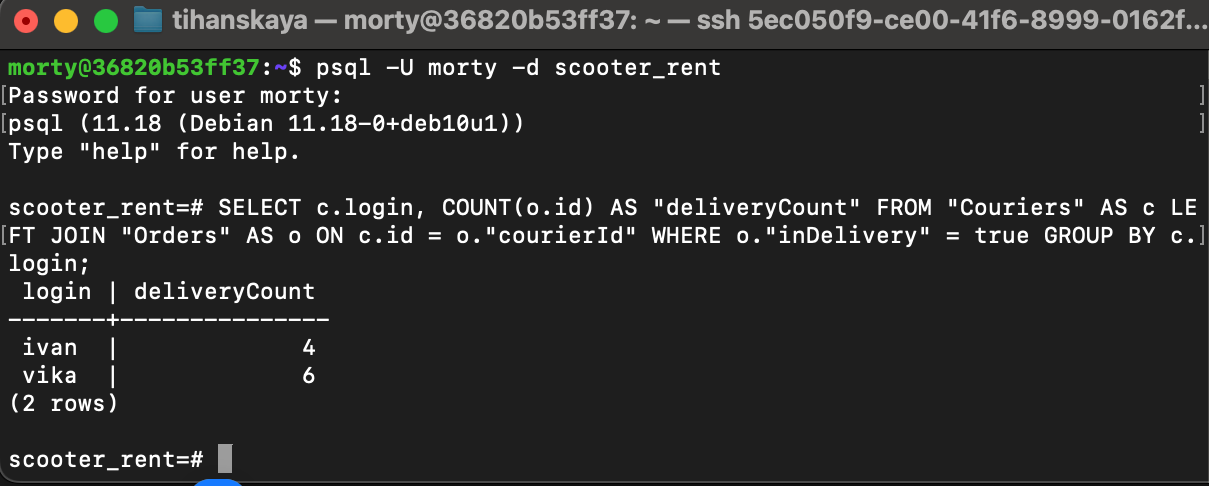 tihanskaya — morty@36820b53ff37: ~ — ssh 5ec050f9-ce00-41f6-8999-0162f...
morty@36820b53ff37:~$ psql -U morty -d scooter_rent
[Password for user morty: ]
[psql (11.18 (Debian 11.18-0+deb10u1)) ]
Type "help" for help.
scooter_rent=# SELECT c.login, COUNT(o.id) AS "deliveryCount" FROM "Couriers" AS c LE
[FT JOIN "Orders" AS o ON c.id = o."courierId" WHERE o."inDelivery" = true GROUP BY c.]
login;
 login | deliveryCount
-------+---------------
 ivan  |             4
 vika  |             6
(2 rows)
scooter_rent=#